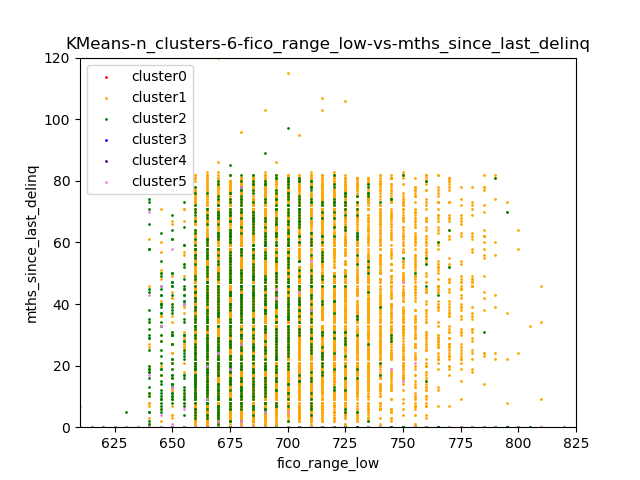 KMeans-n_clusters-6-fico_range_low-vs-mths_since_last_delinq
120
100
80
60
40
20
0
mths_since_last_delinq
cluster0
cluster1
cluster2
cluster3
cluster4
cluster5
625 650 675 700 725 750 775 800 825
fico_range_low